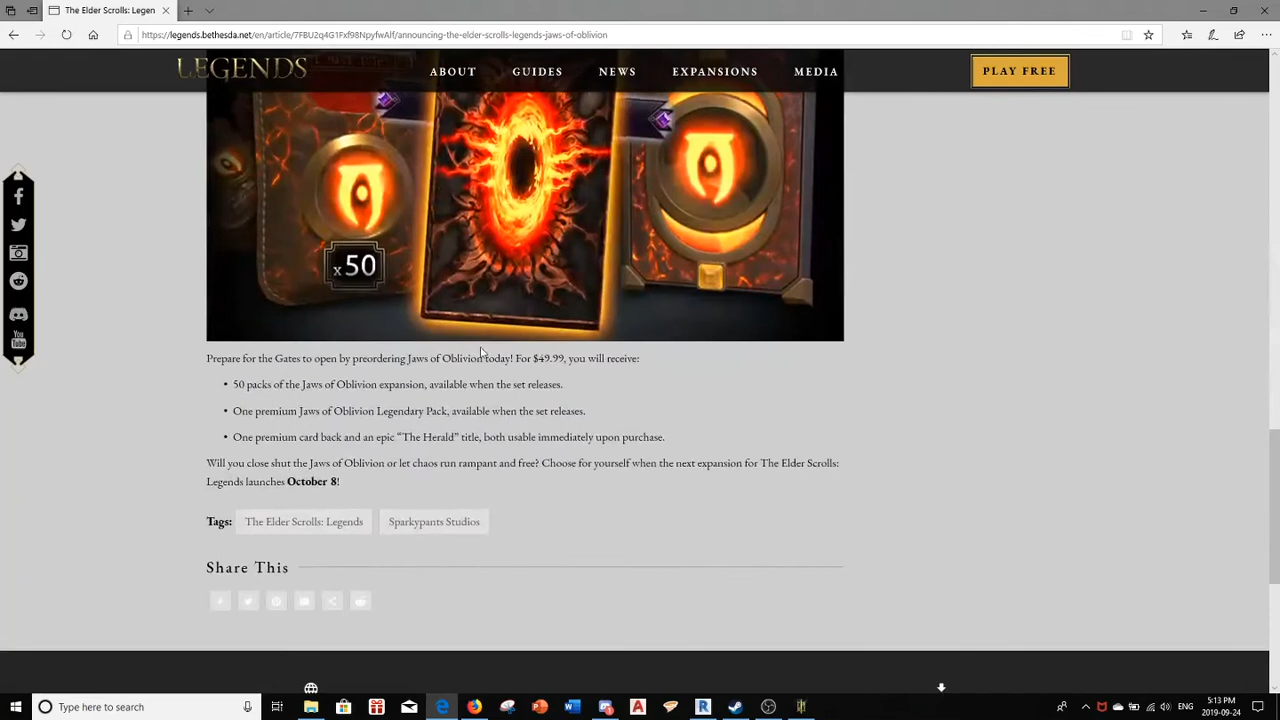 The Elder Scrolls: Legen
https://legends.bethesda.net/en/article/7FBU2q4G1Fxf98NpyfwAlf/announcing-the-elder-scrolls-legends-jaws-of-oblivion
LEGENDS ABOUT GUIDES NEWS EXPANSIONS MEDIA PLAY FREE
x50
Prepare for the Gates to open by preordering Jaws of Oblivion today! For $49.99, you will receive:
• 50 packs of the Jaws of Oblivion expansion, available when the set releases.
• One premium Jaws of Oblivion Legendary Pack, available when the set releases.
• One premium card back and an epic “The Herald” title, both usable immediately upon purchase.
Will you close shut the Jaws of Oblivion or let chaos run rampant and free? Choose for yourself when the next expansion for The Elder Scrolls:
Legends launches October 8!
Tags: The Elder Scrolls: Legends Sparkypants Studios
Share This
Type here to search
5:13 PM
2019-09-24